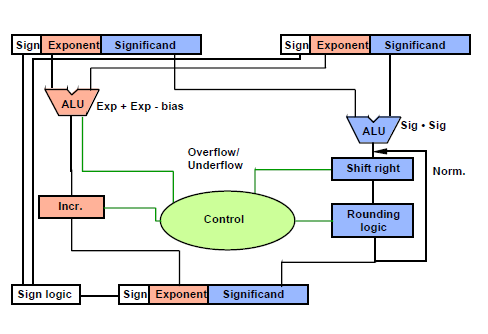 Sign Exponent Significand Sign Exponent Significand
ALU Exp + Exp - bias
ALU Sig • Sig
Overflow/
Underflow
Shift right Norm.
Incr. Control Rounding
logic
Sign logic Sign Exponent Significand